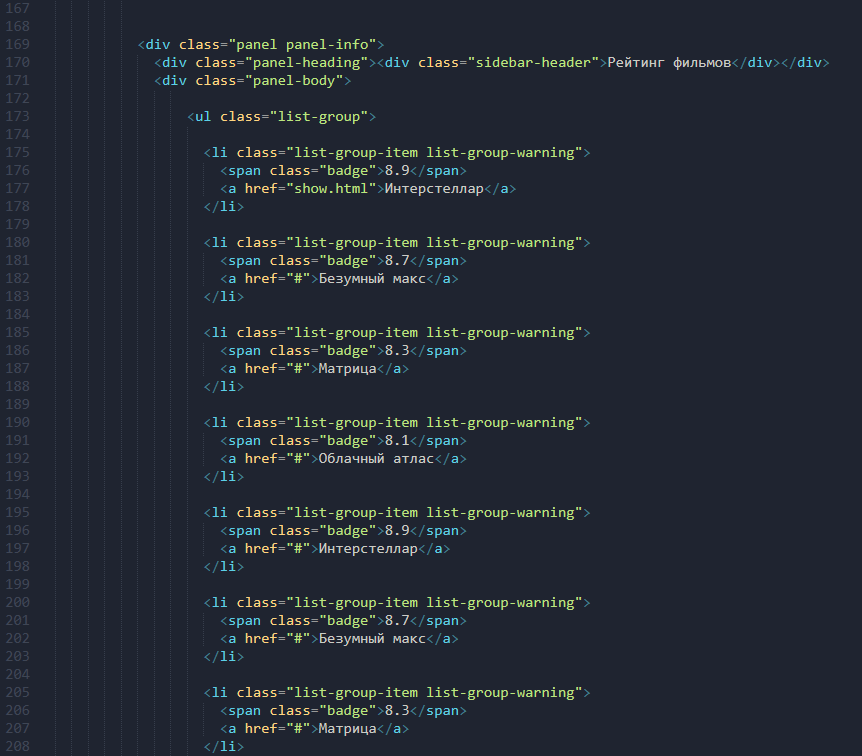 167
168
169 <div class="panel panel-info">
170 <div class="panel-heading"><div class="sidebar-header">Рейтинг фильмов</div></div>
171 <div class="panel-body">
172
173 <ul class="list-group">
174
175 <li class="list-group-item list-group-warning">
176 <span class="badge">8.9</span>
177 <a href="show.html">Интерстеллар</a>
178 </li>
179
180 <li class="list-group-item list-group-warning">
181 <span class="badge">8.7</span>
182 <a href="#">Безумный макс</a>
183 </li>
184
185 <li class="list-group-item list-group-warning">
186 <span class="badge">8.3</span>
187 <a href="#">Матрица</a>
188 </li>
189
190 <li class="list-group-item list-group-warning">
191 <span class="badge">8.1</span>
192 <a href="#">Облачный атлас</a>
193 </li>
194
195 <li class="list-group-item list-group-warning">
196 <span class="badge">8.9</span>
197 <a href="#">Интерстеллар</a>
198 </li>
199
200 <li class="list-group-item list-group-warning">
201 <span class="badge">8.7</span>
202 <a href="#">Безумный макс</a>
203 </li>
204
205 <li class="list-group-item list-group-warning">
206 <span class="badge">8.3</span>
207 <a href="#">Матрица</a>
208 </li>